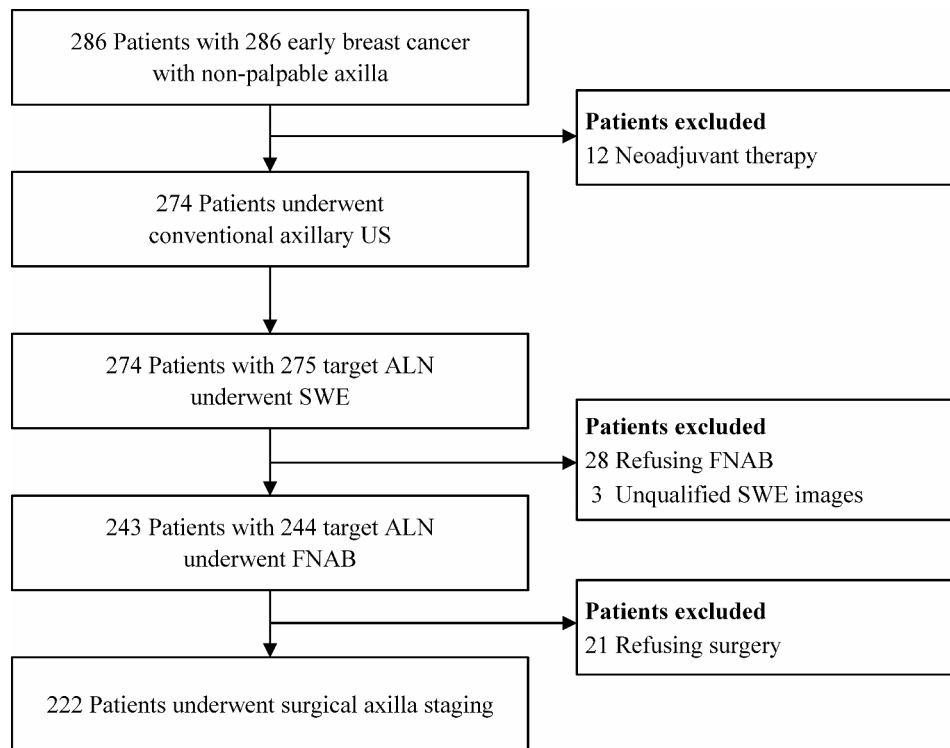 286 Patients with 286 early breast cancer
with non-palpable axilla
Patients excluded
12 Neoadjuvant therapy
274 Patients underwent
conventional axillary US
274 Patients with 275 target ALN
underwent SWE
Patients excluded
28 Refusing FNAB
3 Unqualified SWE images
243 Patients with 244 target ALN
underwent FNAB
Patients excluded
21 Refusing surgery
222 Patients underwent surgical axilla staging